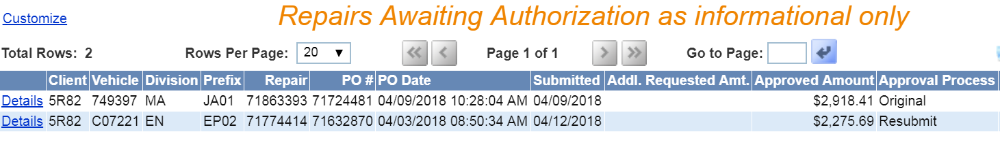 Customize
Repairs Awaiting Authorization as informational only
Total Rows: 2 Rows Per Page: 20 Page 1 of 1 Go to Page:
Client Vehicle Division Prefix Repair PO # PO Date Submitted Addl. Requested Amt. Approved Amount Approval Process
Details 5R82 749397 MA JA01 71863393 71724481 04/09/2018 10:28:04 AM 04/09/2018 $2,918.41 Original
Details 5R82 C07221 EN EP02 71774414 71632870 04/03/2018 08:50:34 AM 04/12/2018 $2,275.69 Resubmit